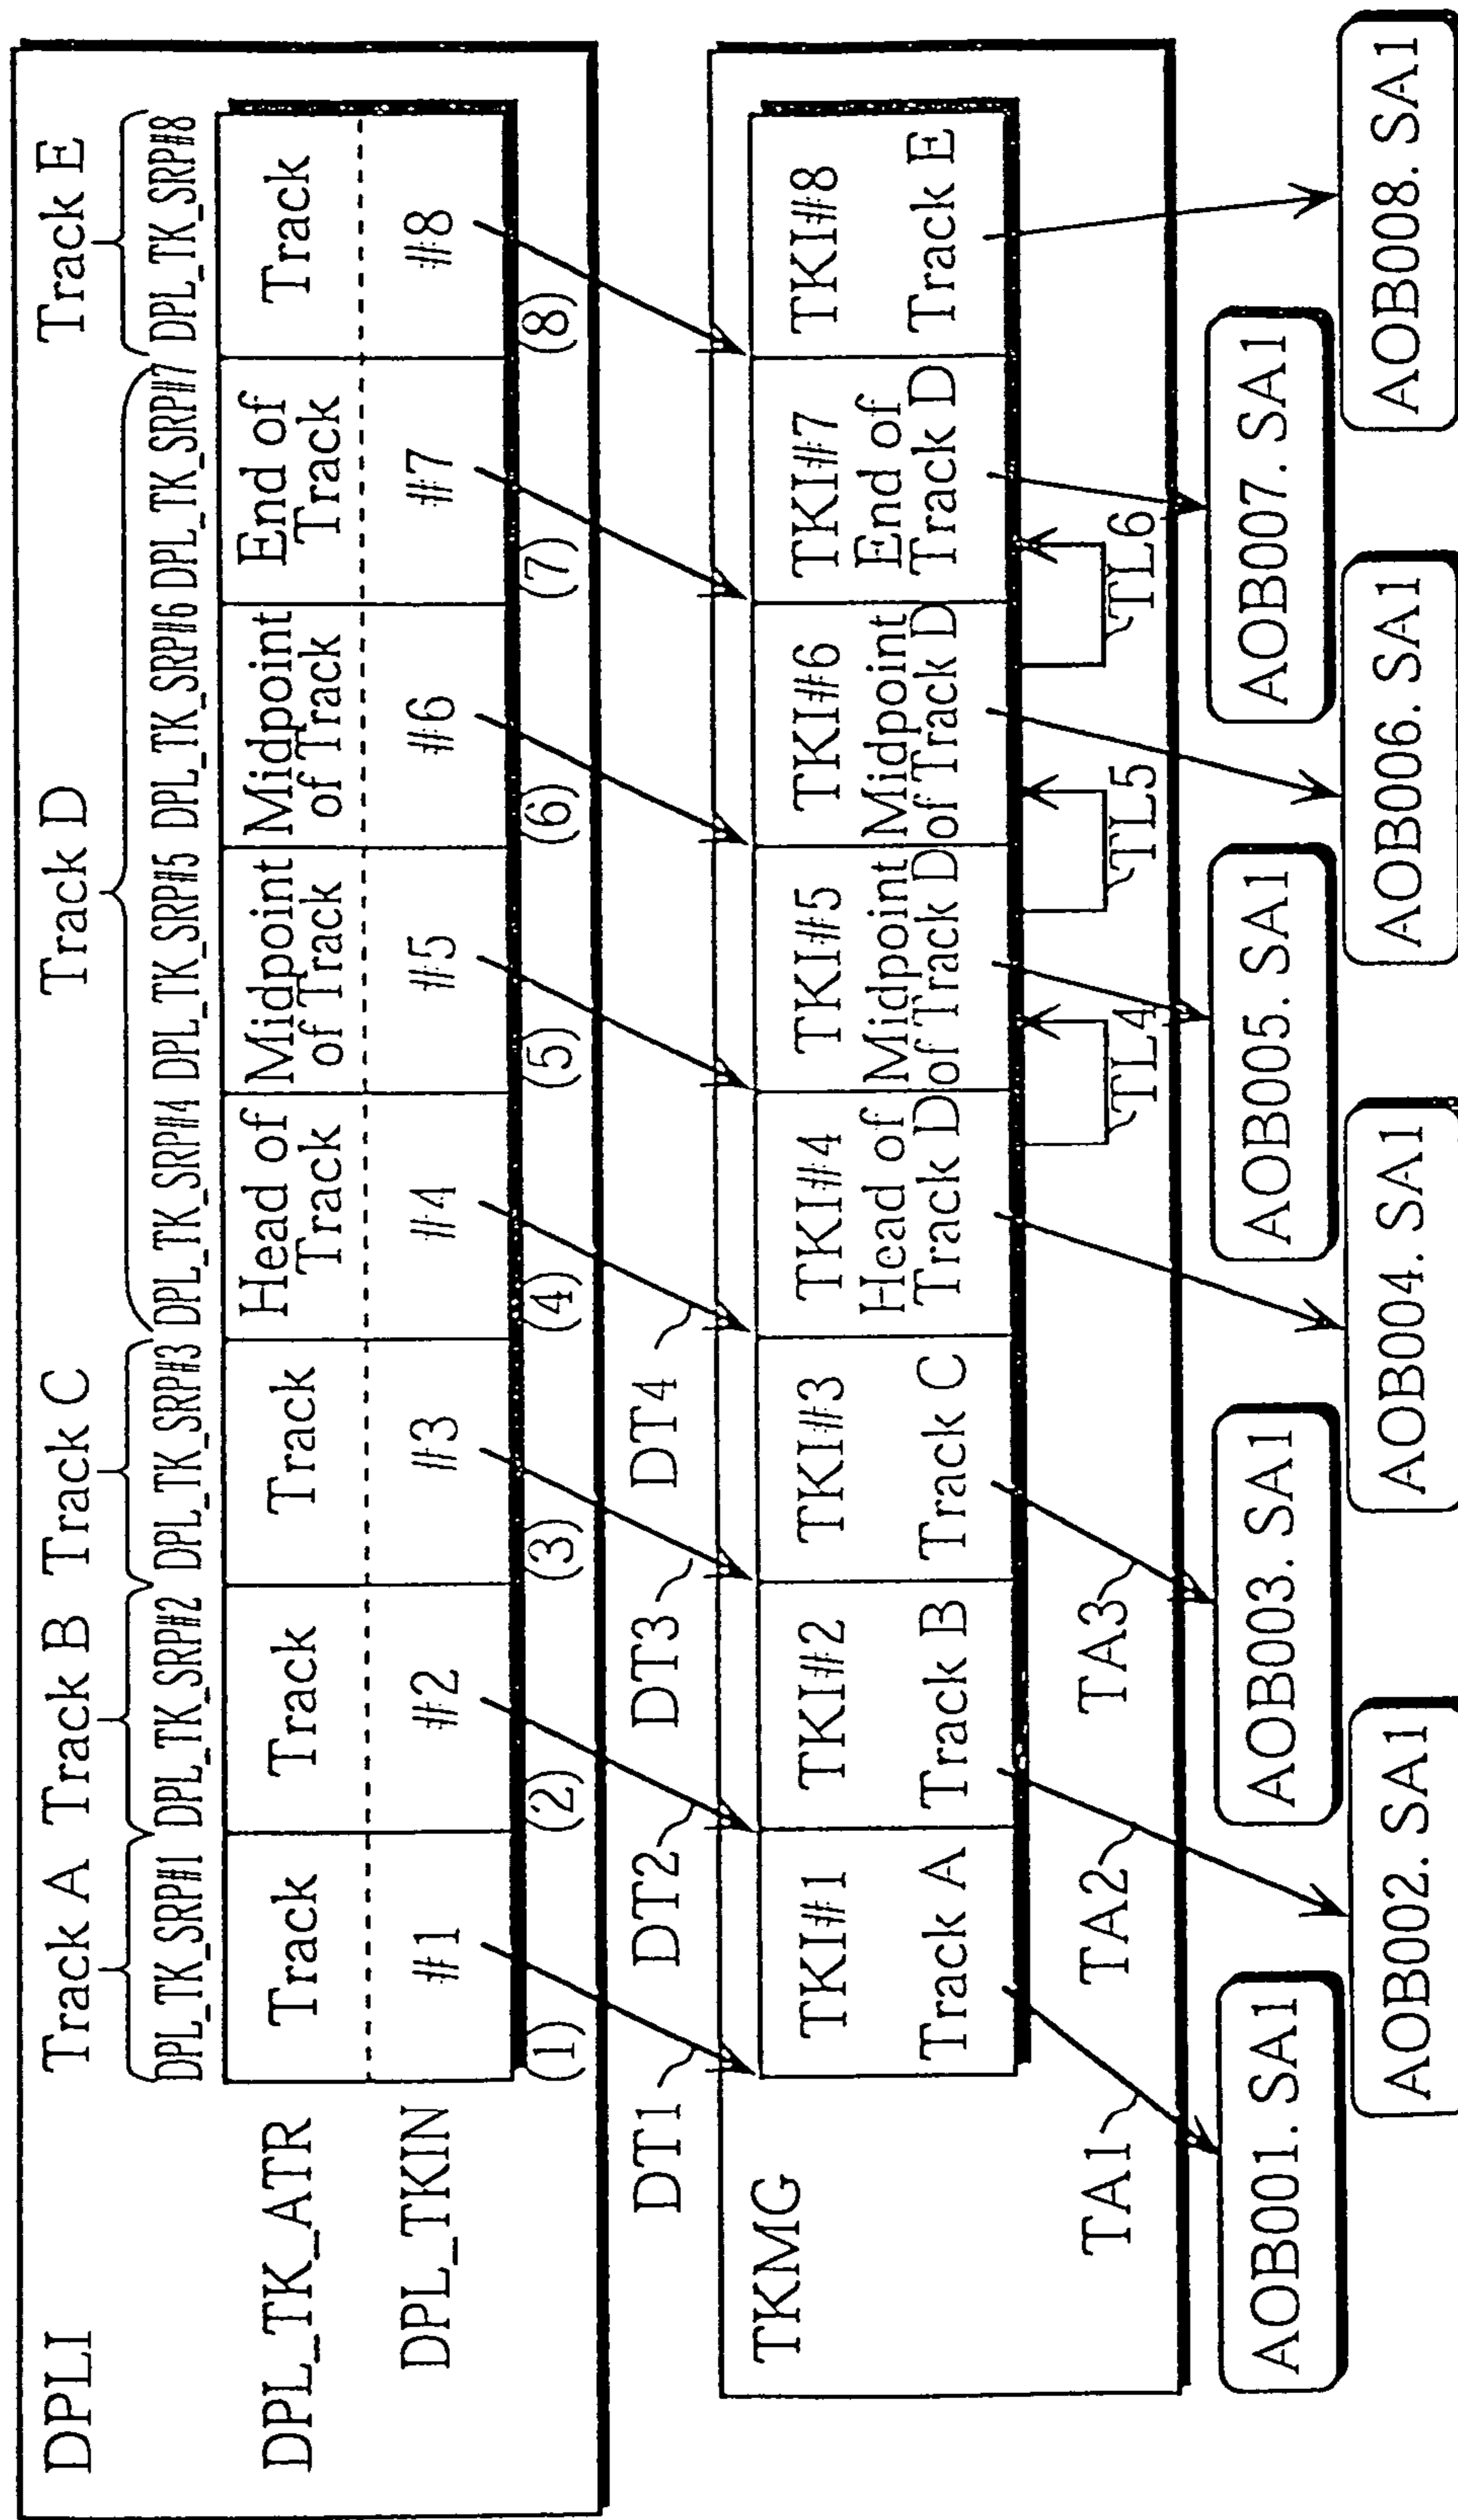 DPLI
Track A
Track B
Track C
Track D
Track E
DPL_TK_SRP#1
DPL_TK_SRP#2
DPL_TK_SRP#3
DPL_TK_SRP#4
DPL_TK_SRP#5
DPL_TK_SRP#6
DPL_TK_SRP#7
DPL_TK_SRP#8
DPL_TK_ATR
Track
Track
Track
Head of
Track
Midpoint
of Track
Midpoint
of Track
End of
Track
Track
DPL_TKIN
#1
#2
#3
#4
#5
#6
#7
#8
(1)
(2)
(3)
(4)
(5)
(6)
(7)
(8)
DT1
DT2
DT3
DT4
TKMG
TKI#1
Track A
TKI#2
Track B
TKI#3
Track C
TKI#4
Head of
Track D
TKI#5
Midpoint
of Track D
TKI#6
Midpoint
of Track D
TKI#7
End of
Track D
TKI#8
Track E
TA1
TA2
TA3
TL4
TL5
TL6
AOB001. SA1
AOB003. SA1
AOB005. SA1
AOB007. SA1
AOB002. SA1
AOB004. SA1
AOB006. SA1
AOB008. SA1